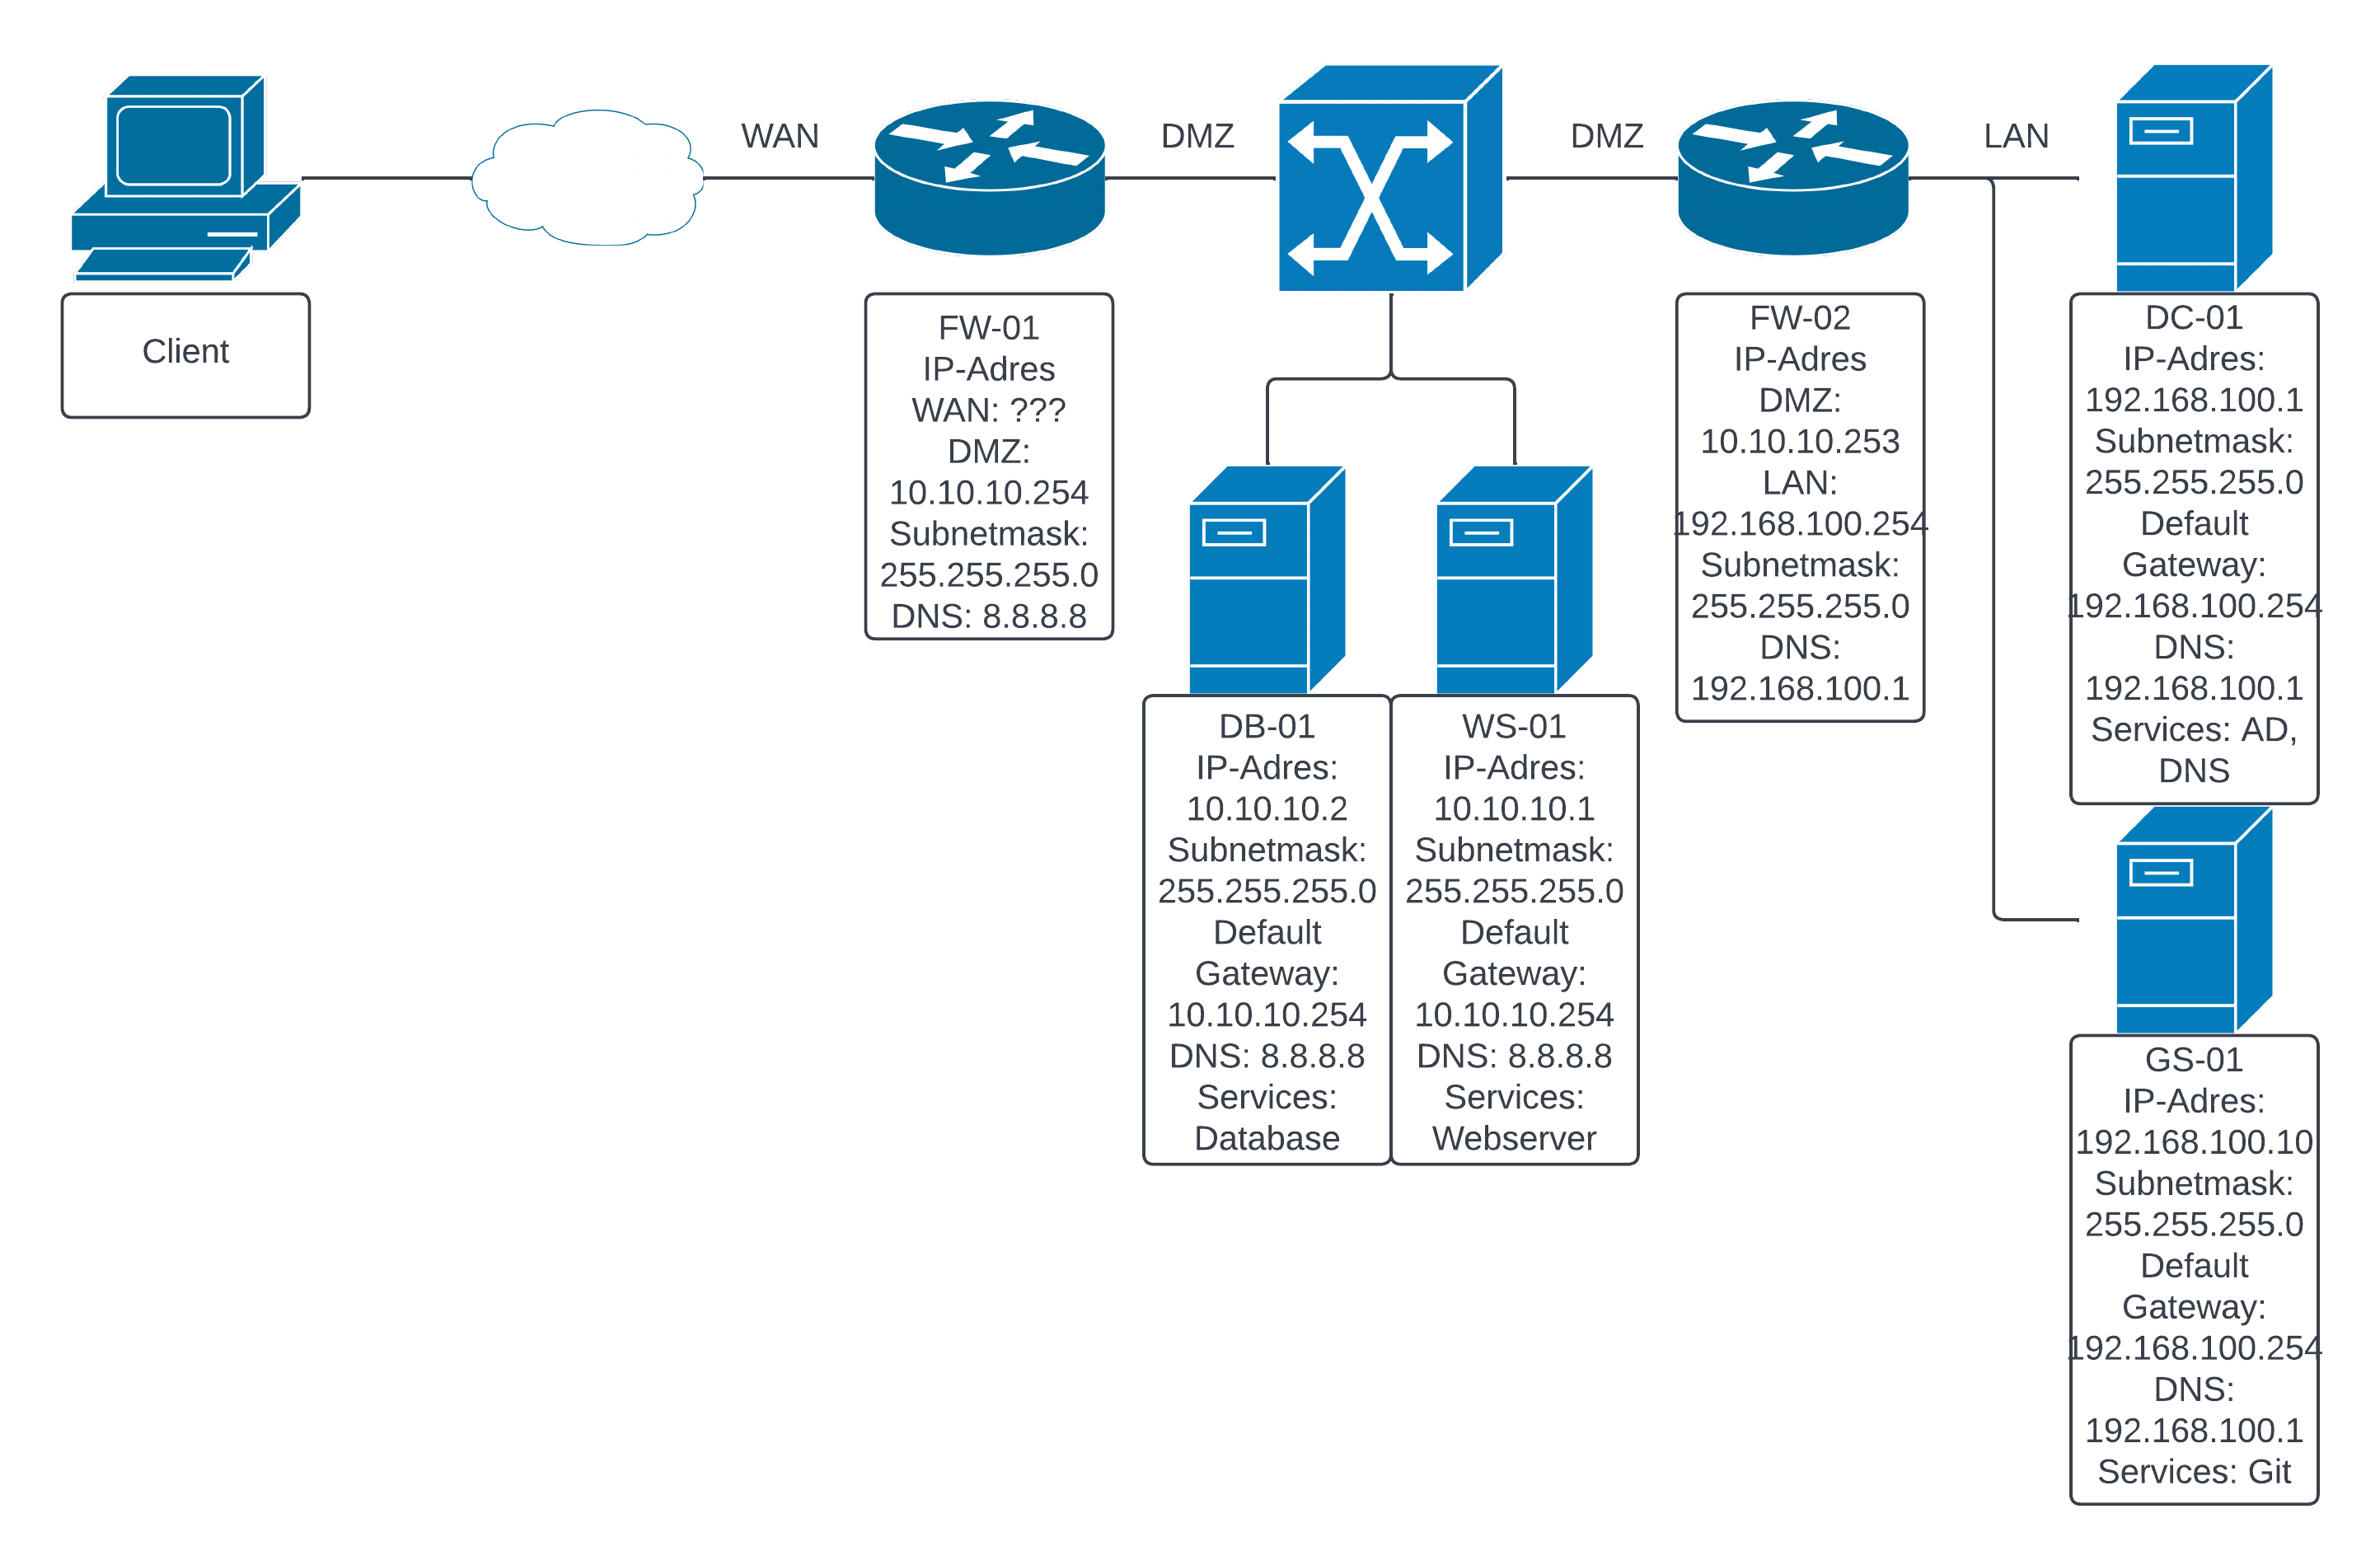 WAN
DMZ
DMZ
LAN
Client
FW-01
IP-Adres
WAN: ???
DMZ:
10.10.10.254
Subnetmask:
255.255.255.0
DNS: 8.8.8.8
FW-02
IP-Adres
DMZ:
10.10.10.253
LAN:
192.168.100.254
Subnetmask:
255.255.255.0
DNS:
192.168.100.1
DC-01
IP-Adres:
192.168.100.1
Subnetmask:
255.255.255.0
Default
Gateway:
192.168.100.254
DNS:
192.168.100.1
Services: AD,
DNS
DB-01
IP-Adres:
10.10.10.2
Subnetmask:
255.255.255.0
Default
Gateway:
10.10.10.254
DNS: 8.8.8.8
Services:
Database
WS-01
IP-Adres:
10.10.10.1
Subnetmask:
255.255.255.0
Default
Gateway:
10.10.10.254
DNS: 8.8.8.8
Services:
Webserver
GS-01
IP-Adres:
192.168.100.10
Subnetmask:
255.255.255.0
Default
Gateway:
192.168.100.254
DNS:
192.168.100.1
Services: Git